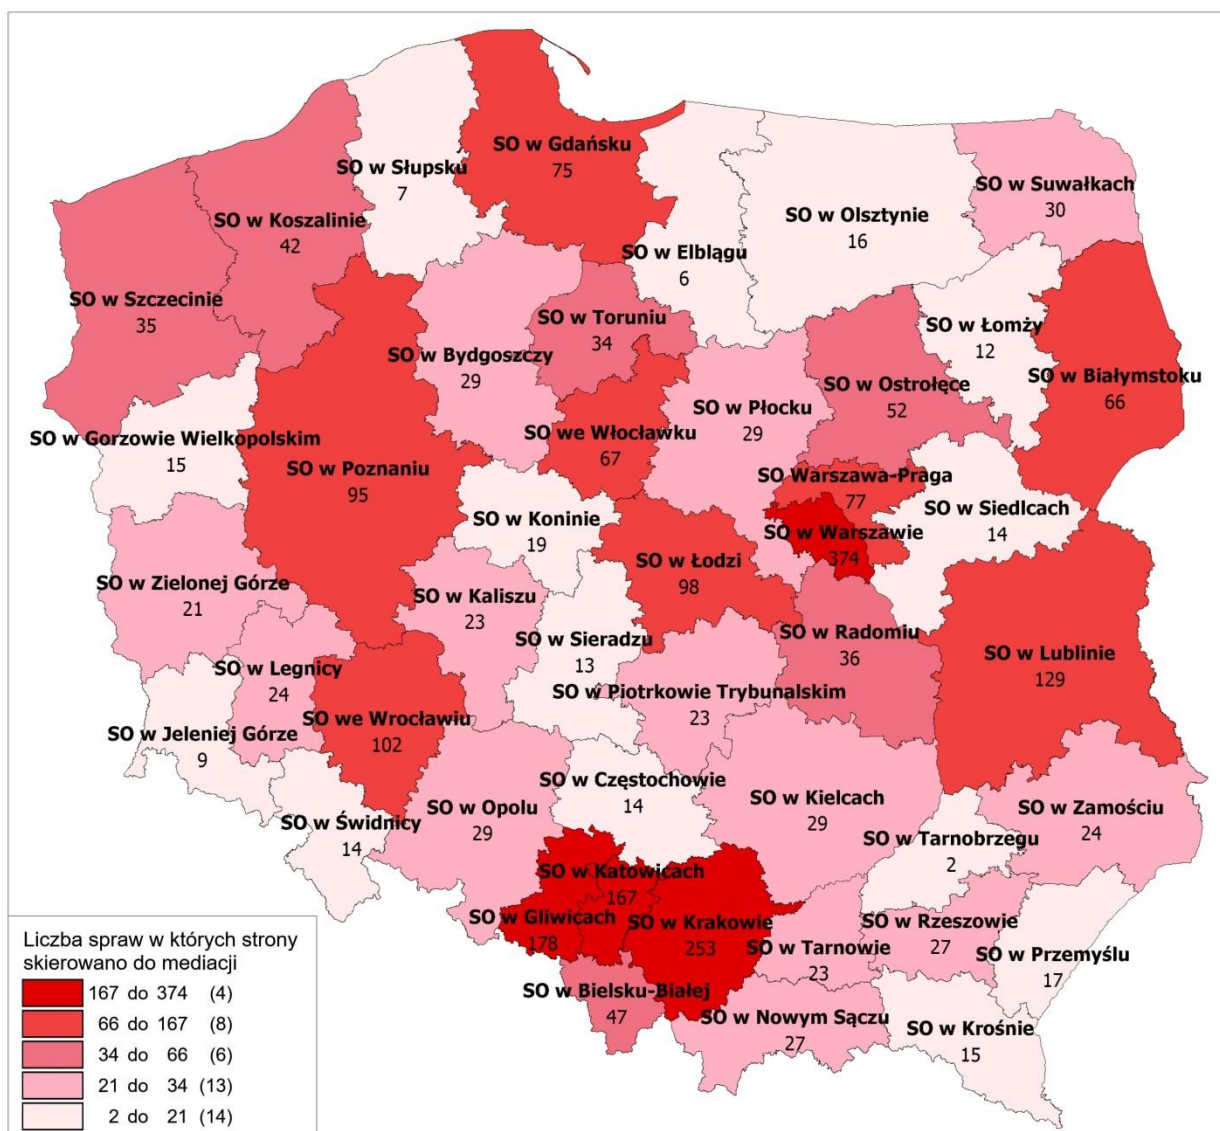 SO w Gdańsku
75
SO w Słupsku
7
SO w Suwałkach
30
SO w Olsztynie
16
SO w Koszalinie
42
SO w Elblągu
6
SO w Szczecinie
35
SO w Toruniu
34
SO w Łomży
12
SO w Bydgoszczy
29
SO w Białymstoku
66
SO w Ostrołęce
52
SO w Płocku
29
SO w Gorzowie Wielkopolskim
15
SO we Włocławku
67
SO w Poznaniu
95
SO Warszawa-Praga
77
SO w Siedlcach
14
SO w Koninie
19
SO w Warszawie
374
SO w Łodzi
98
SO w Zielonej Górze
21
SO w Kaliszu
23
SO w Radomiu
36
SO w Sieradzu
13
SO w Lublinie
129
SO w Legnicy
24
SO w Piotrkowie Trybunalskim
23
SO we Wrocławiu
102
SO w Jeleniej Górze
9
SO w Częstochowie
14
SO w Kielcach
29
SO w Opolu
29
SO w Zamościu
24
SO w Świdnicy
14
SO w Tarnobrzegu
2
SO w Katowicach
167
SO w Gliwicach
178
SO w Krakowie
253
SO w Rzeszowie
27
SO w Tarnowie
23
SO w Przemyślu
17
SO w Bielsku-Białej
47
SO w Nowym Sączu
27
SO w Krośnie
15
Liczba spraw w których strony
skierowano do mediacji
167 do 374 (4)
66 do 167 (8)
34 do 66 (6)
21 do 34 (13)
2 do 21 (14)